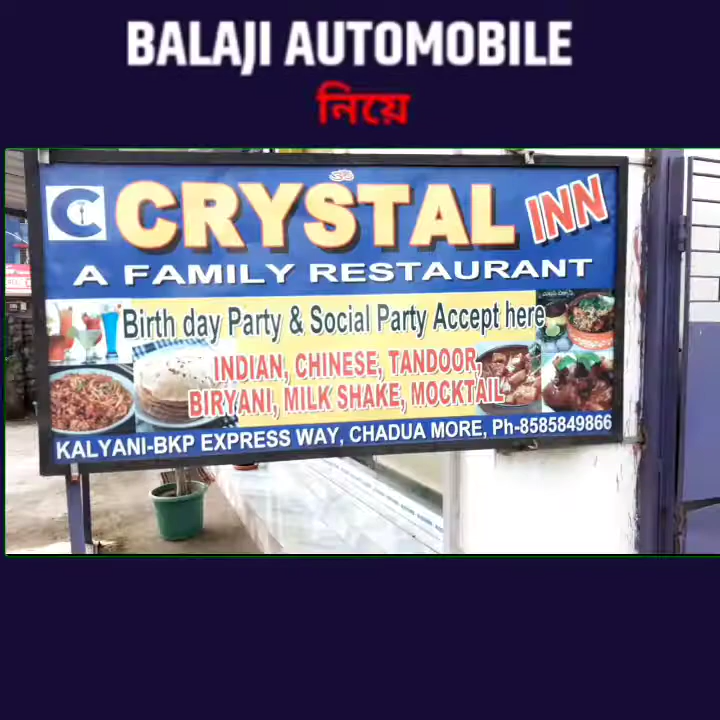 BALAJI AUTOMOBILE
নিয়ে
C CRYSTAL INN
A FAMILY RESTAURANT
Birth day Party & Social Party Accept here
INDIAN, CHINESE, TANDOOR,
BIRYANI, MILK SHAKE, MOCKTAIL
KALYANI-BKP EXPRESS WAY, CHADUA MORE, Ph-8585849866